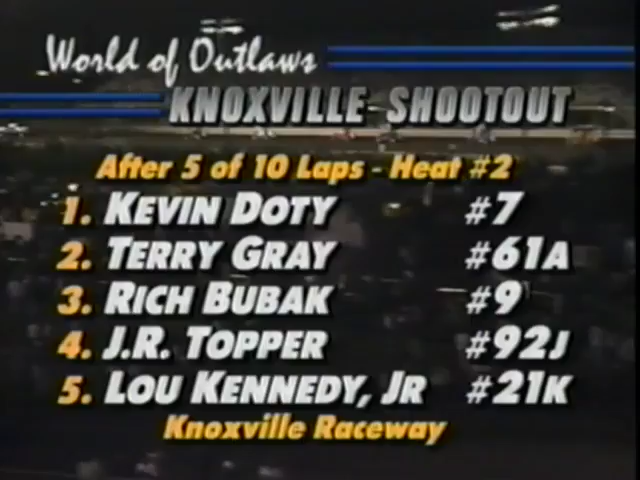 World of Outlaws
KNOXVILLE SHOOTOUT
After 5 of 10 Laps - Heat #2
1. KEVIN DOTY #7
2. TERRY GRAY #61A
3. RICH BUBAK #9
4. J.R. TOPPER #92J
5. LOU KENNEDY, JR #21K
Knoxville Raceway